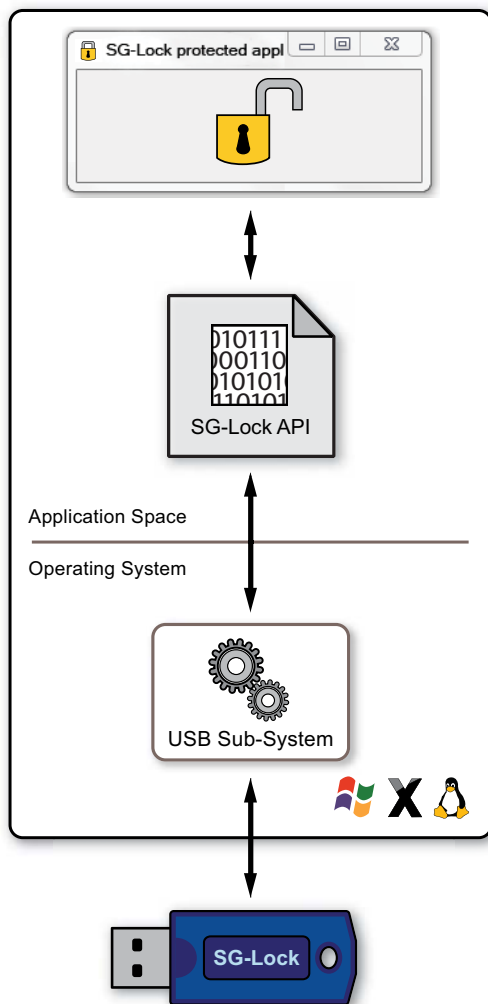 SG-Lock protected appl
010111
000110
010101
110101
SG-Lock API
Application Space
Operating System
USB Sub-System
X
SG-Lock